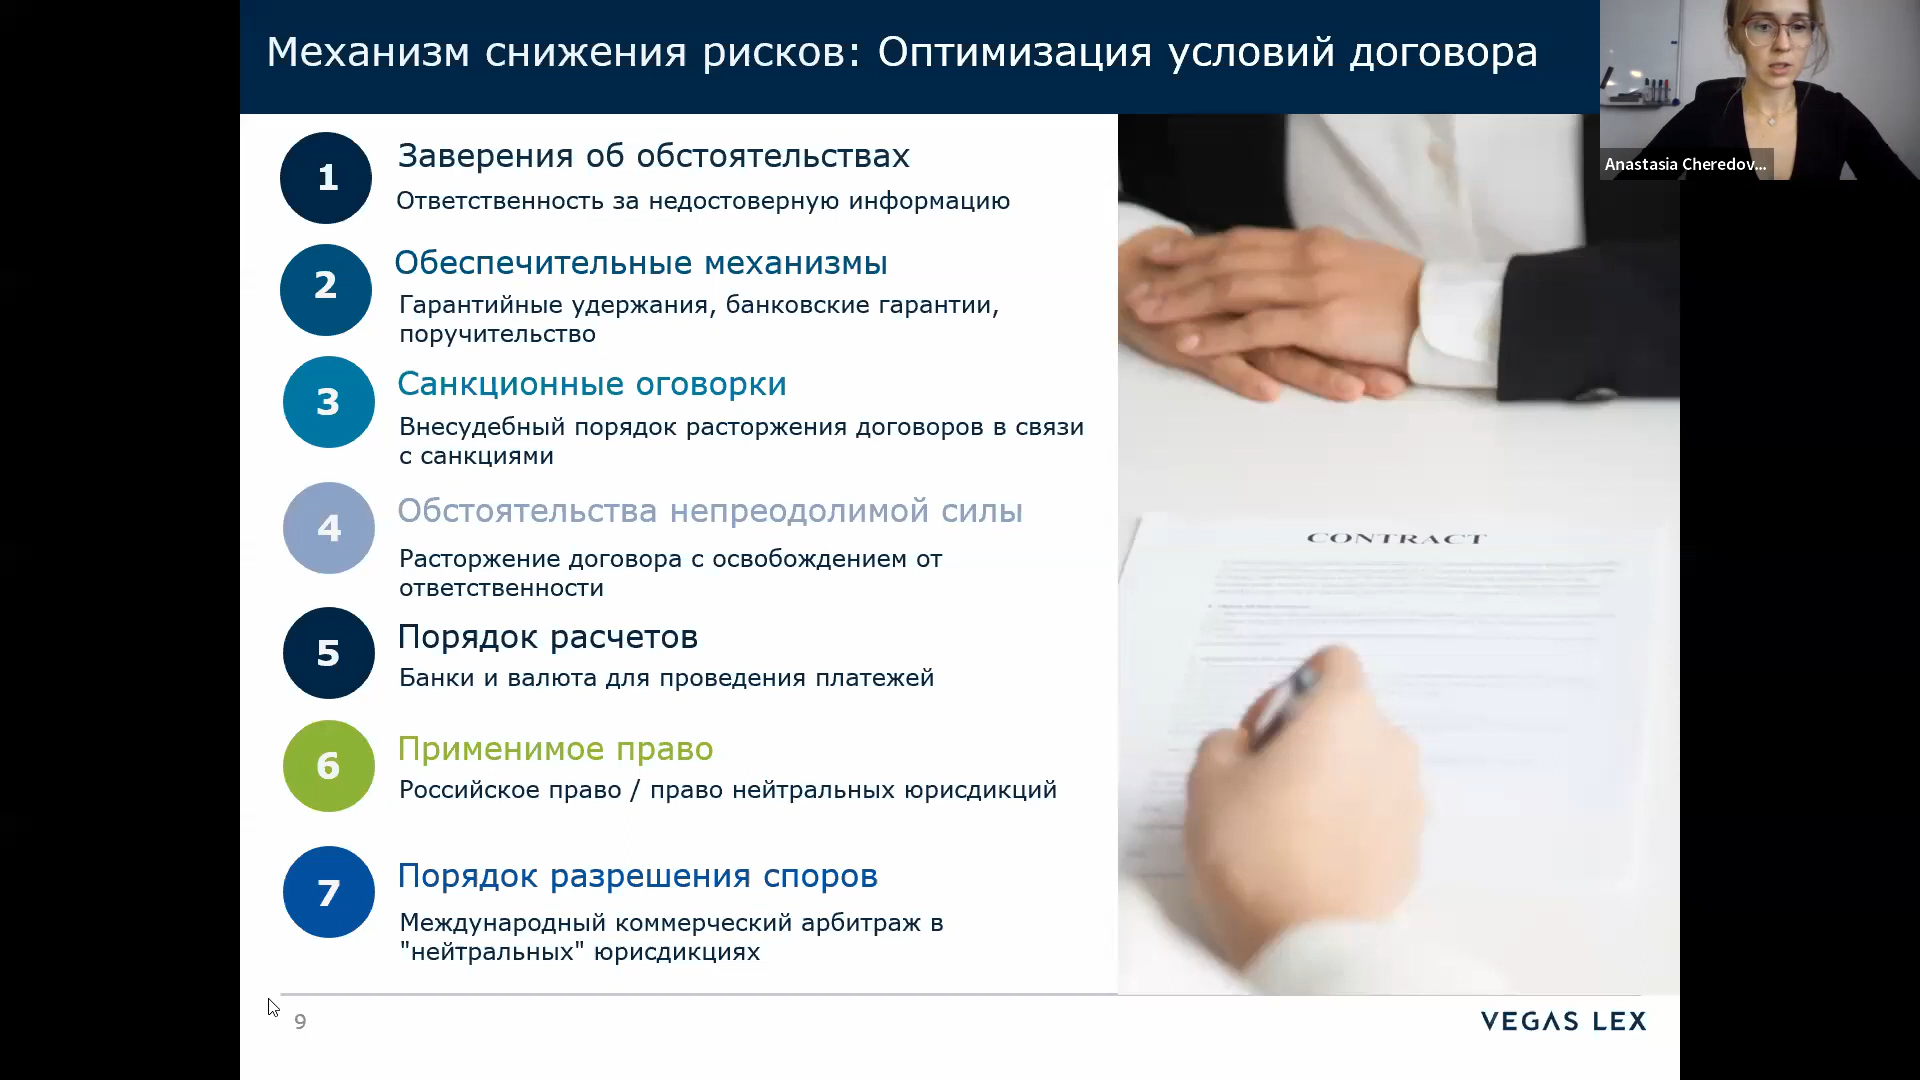 Механизм снижения рисков: Оптимизация условий договора
Anastasia Cheredov...
1
Заверения об обстоятельствах
Ответственность за недостоверную информацию
2
Обеспечительные механизмы
Гарантийные удержания, банковские гарантии,
поручительство
3
Санкционные оговорки
Внесудебный порядок расторжения договоров в связи
с санкциями
4
Обстоятельства непреодолимой силы
Расторжение договора с освобождением от
ответственности
5
Порядок расчетов
Банки и валюта для проведения платежей
6
Применимое право
Российское право / право нейтральных юрисдикций
7
Порядок разрешения споров
Международный коммерческий арбитраж в
"нейтральных" юрисдикциях
CONTRACT
9
VEGAS LEX